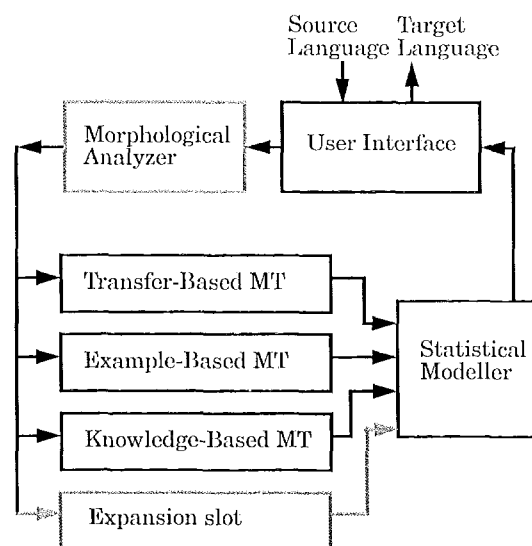 Source
Language
Target
Language
Morphological
Analyzer
User Interface
Transfer-Based MT
Example-Based MT
Knowledge-Based MT
Expansion slot
Statistical
Modeller